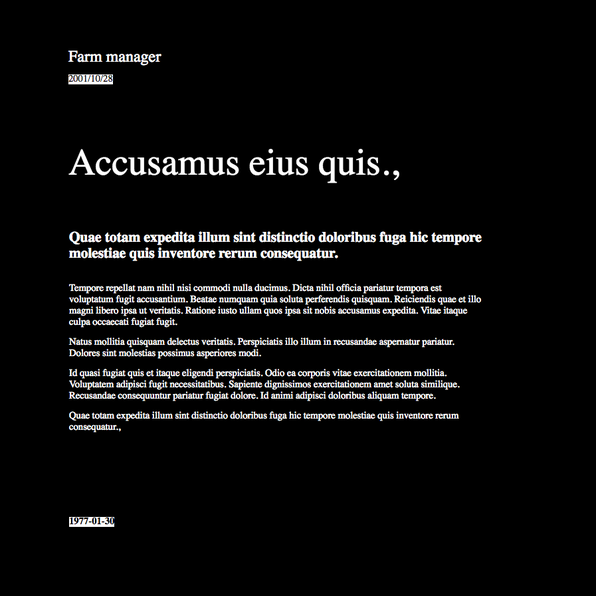 Farm manager
2001/10/28
Accusamus eius quis.,
Quae totam expedita illum sint distinctio doloribus fuga hic tempore
molestiae quis inventore rerum consequatur.
Tempore repellat nam nihil nisi commodi nulla ducimus. Dicta nihil officia pariatur tempora est
voluptatum fugit accusantium. Beatae numquam quia soluta perferendis quisquam. Reiciendis quae et illo
magni libero ipsa ut veritatis. Ratione iusto ullam quos ipsa sit nobis accusamus expedita. Vitae itaque
culpa occaecati fugiat fugit.
Natus mollitia quisquam delectus veritatis. Perspiciatis illo illum in recusandae aspernatur pariatur.
Dolores sint molestias possimus asperiores modi.
Id quasi fugiat quis et itaque eligendi perspiciatis. Odio ea corporis vitae exercitationem mollitia.
Voluptatem adipisci fugit necessitatibus. Sapiente dignissimos exercitationem amet soluta similique.
Recusandae consequuntur pariatur fugiat dolore. Id animi adipisci doloribus aliquam tempore.
Quae totam expedita illum sint distinctio doloribus fuga hic tempore molestiae quis inventore rerum
consequatur.,
1977-01-30